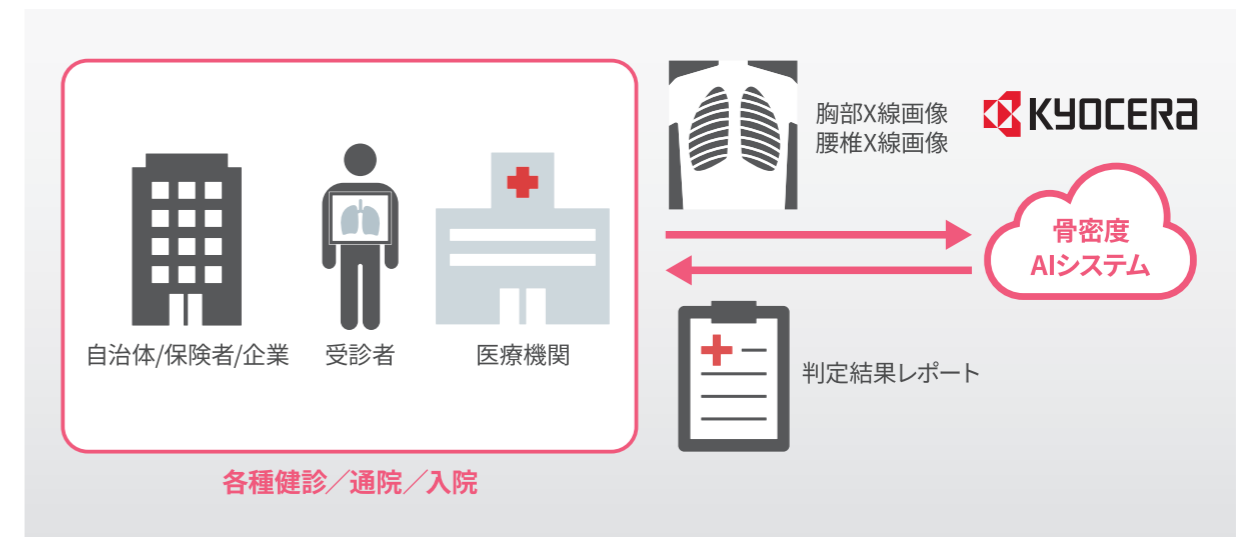 自治体/保険者/企業
受診者
医療機関
各種健診／通院／入院
胸部X線画像
腰椎X線画像
KYOCERA
骨密度
AIシステム
判定結果レポート